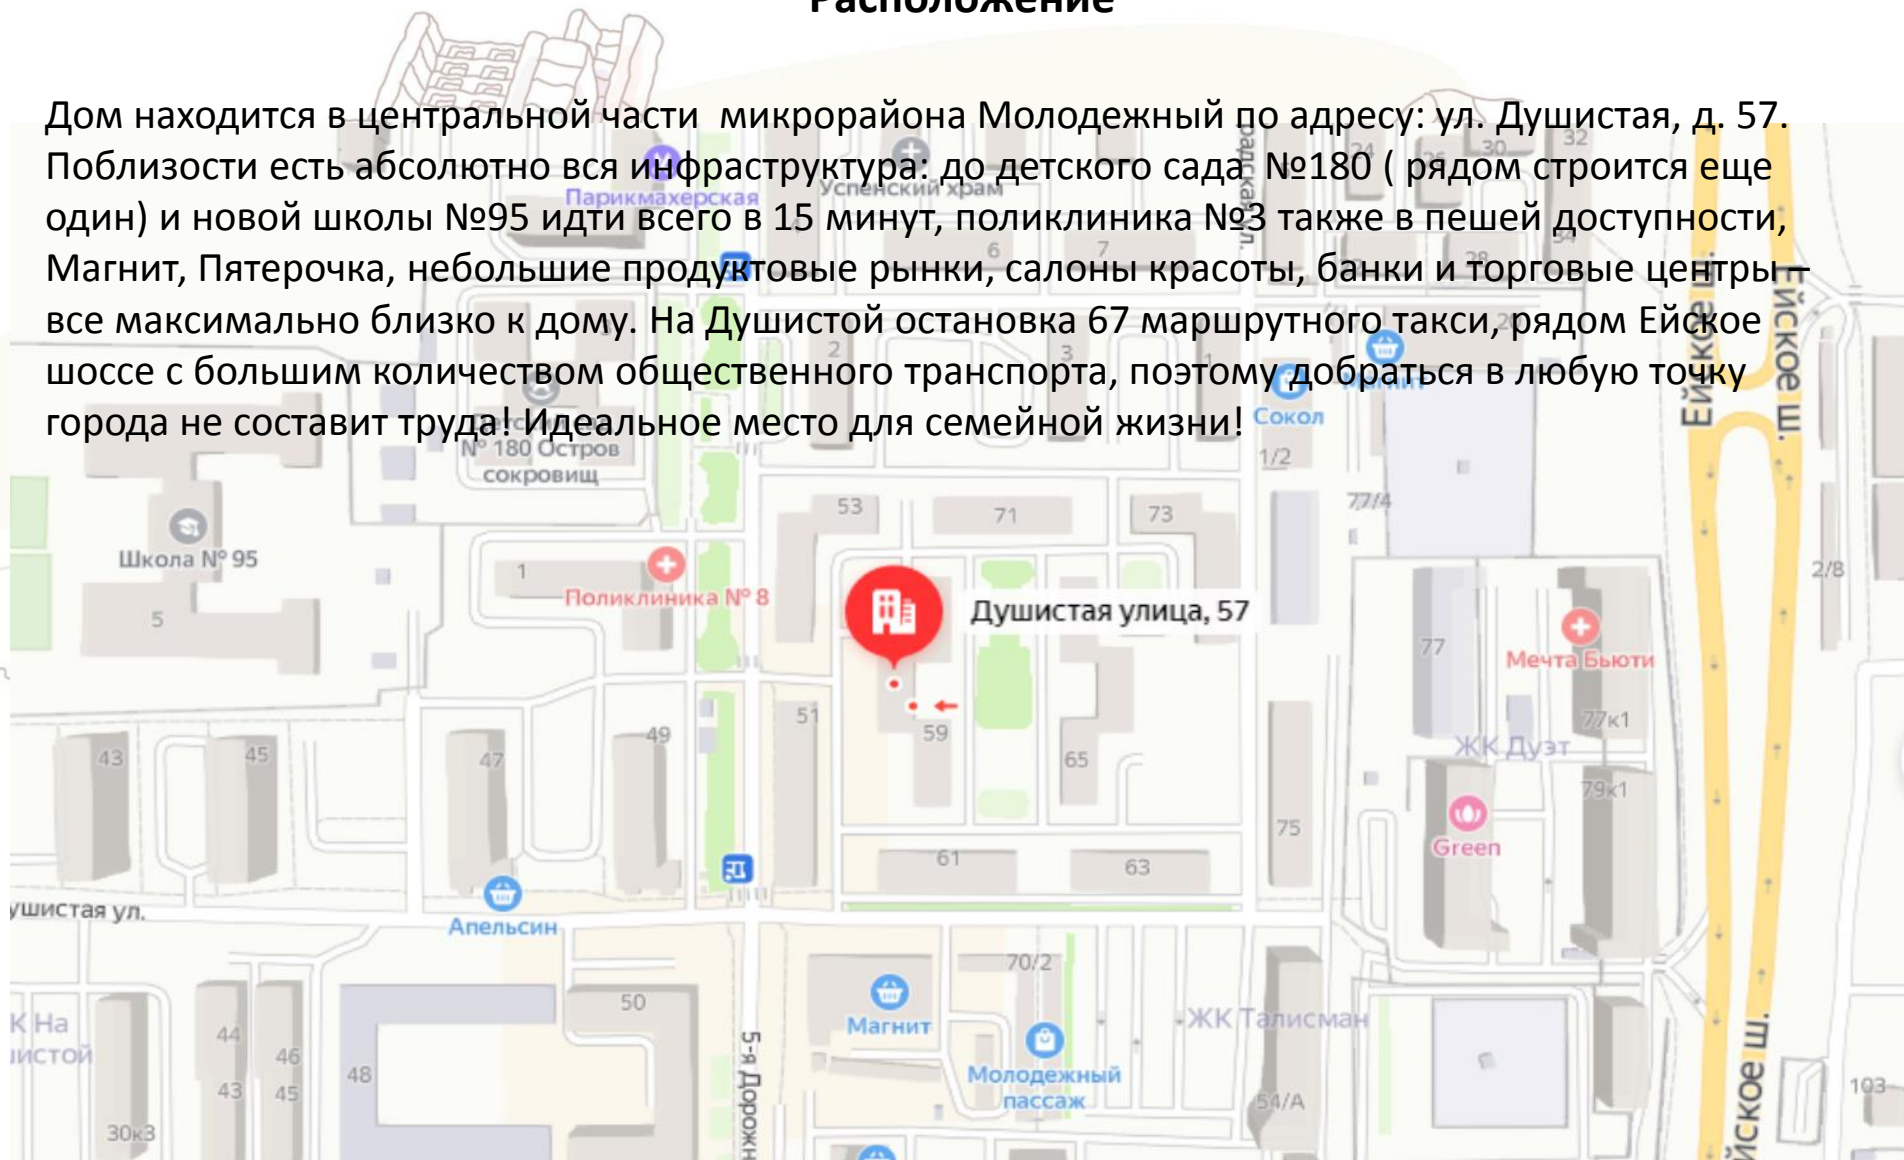 Расположение
Дом находится в центральной части микрорайона Молодежный по адресу: ул. Душистая, д. 57.
Поблизости есть абсолютно вся инфраструктура: до детского сада №180 ( рядом строится еще
один) и новой школы №95 идти всего в 15 минут, поликлиника №3 также в пешей доступности,
Магнит, Пятерочка, небольшие продуктовые рынки, салоны красоты, банки и торговые центры –
все максимально близко к дому. На Душистой остановка 67 маршрутного такси, рядом Ейское
шоссе с большим количеством общественного транспорта, поэтому добраться в любую точку
города не составит труда! Идеальное место для семейной жизни!
24
30
32
Парикмахерская
Успенский храм
6
7
28
Ейское ш.
Ейское ш.
2
3
1
Магнит
Сокол
№ 180 Остров
сокровищ
1/2
77/4
53
71
73
Школа № 95
5
1
Поликлиника № 8
Душистая улица, 57
2/8
77
Мечта Бьюти
77к1
ЖК Дуэт
79к1
43
45
47
49
51
59
65
75
Green
61
63
ушистая ул.
Апельсин
70/2
Магнит
ЖК Талисман
Молодежный
пассаж
54/А
К На
истой
44
43
46
45
48
50
30к3
5-я Дорожн
йское ш.
103